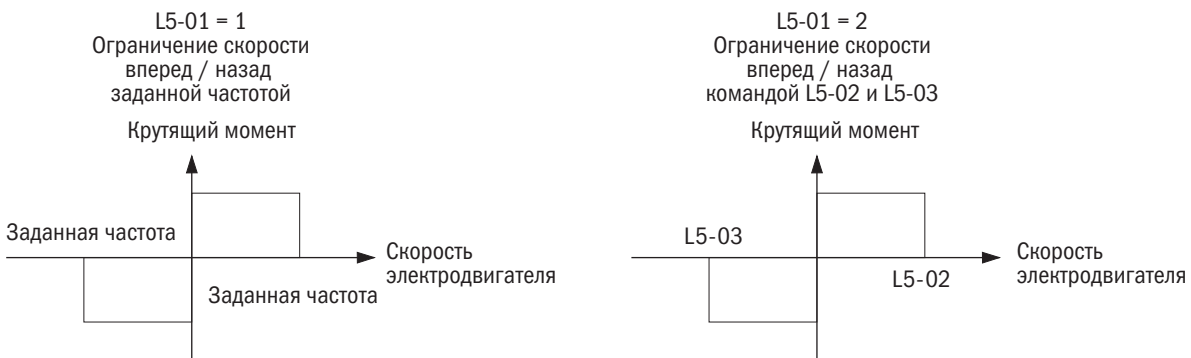 L5-01 = 1
Ограничение скорости
вперед / назад
заданной частотой
Крутящий момент
Заданная частота
Скорость
электродвигателя
Заданная частота
L5-01 = 2
Ограничение скорости
вперед / назад
командой L5-02 и L5-03
Крутящий момент
L5-03
Скорость
электродвигателя
L5-02